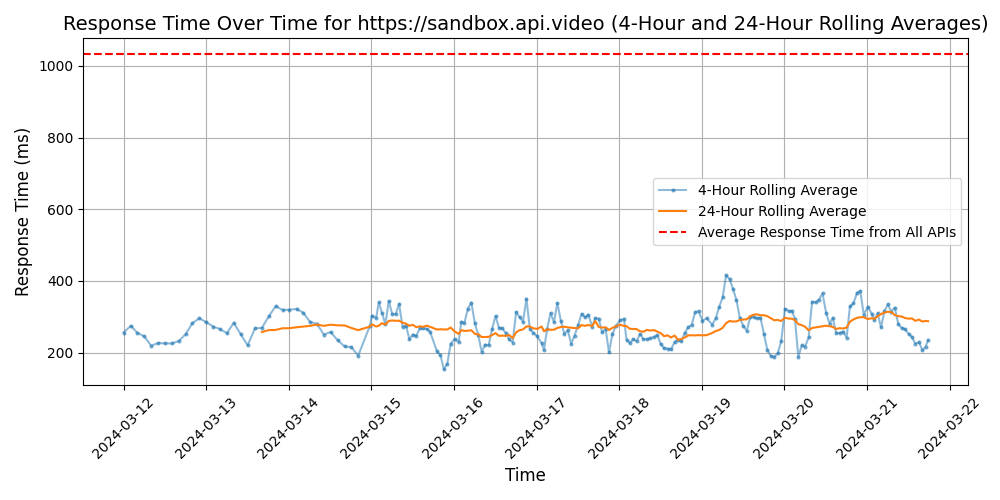 Response Time Over Time for https://sandbox.api.video (4-Hour and 24-Hour Rolling Averages)
Response Time (ms)
1000
800
600
400
200
4-Hour Rolling Average
24-Hour Rolling Average
Average Response Time from All APIs
2024-03-12
2024-03-13
2024-03-14
2024-03-15
2024-03-16
2024-03-17
2024-03-18
2024-03-19
2024-03-20
2024-03-21
2024-03-22
Time